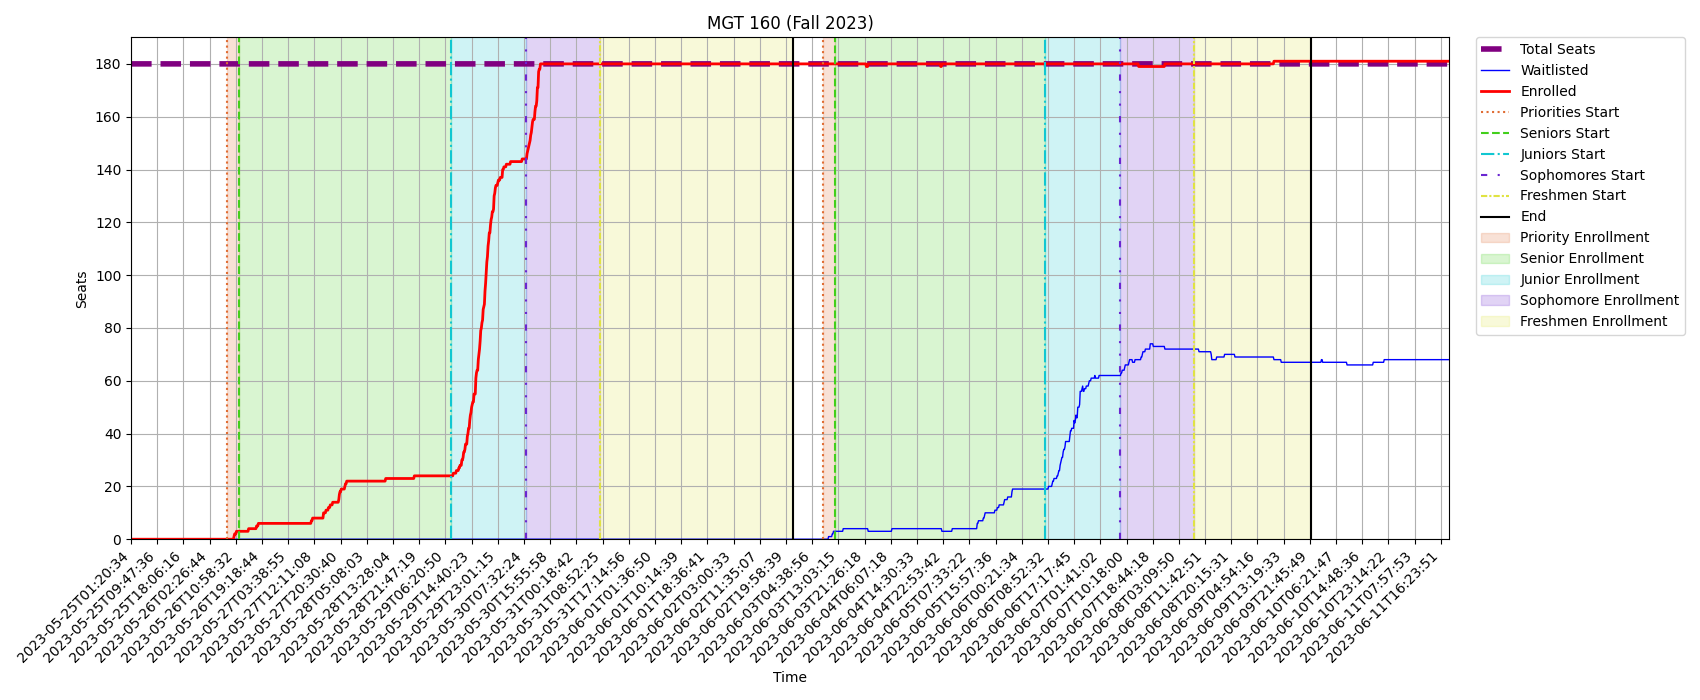 MGT 160 (Fall 2023)
Seats
180
160
140
120
100
80
60
40
20
0
2023-05-25T01:20:34
2023-05-25T09:47:36
2023-05-25T18:06:16
2023-05-26T02:26:44
2023-05-26T10:58:32
2023-05-26T19:18:44
2023-05-27T03:38:55
2023-05-27T12:11:08
2023-05-27T20:30:40
2023-05-28T05:08:03
2023-05-28T13:28:04
2023-05-28T21:47:19
2023-05-29T06:20:50
2023-05-29T14:40:23
2023-05-29T23:01:15
2023-05-30T07:32:24
2023-05-30T15:55:58
2023-05-31T00:18:42
2023-05-31T08:52:25
2023-05-31T17:14:56
2023-06-01T01:36:50
2023-06-01T10:14:39
2023-06-01T18:36:41
2023-06-02T03:00:33
2023-06-02T11:35:07
2023-06-02T19:58:39
2023-06-03T04:38:56
2023-06-03T13:03:15
2023-06-03T21:26:18
2023-06-04T06:07:18
2023-06-04T14:30:33
2023-06-04T22:53:42
2023-06-05T07:33:22
2023-06-05T15:57:36
2023-06-06T00:21:34
2023-06-06T08:52:32
2023-06-06T17:17:45
2023-06-07T01:41:02
2023-06-07T10:18:00
2023-06-07T18:44:18
2023-06-08T03:09:50
2023-06-08T11:42:51
2023-06-08T20:15:31
2023-06-09T04:54:16
2023-06-09T13:19:35
2023-06-09T21:45:49
2023-06-10T06:21:47
2023-06-10T14:48:36
2023-06-10T23:14:22
2023-06-11T07:57:53
2023-06-11T16:23:51
Time
Total Seats
Waitlisted
Enrolled
Priorities Start
Seniors Start
Juniors Start
Sophomores Start
Freshmen Start
End
Priority Enrollment
Senior Enrollment
Junior Enrollment
Sophomore Enrollment
Freshmen Enrollment